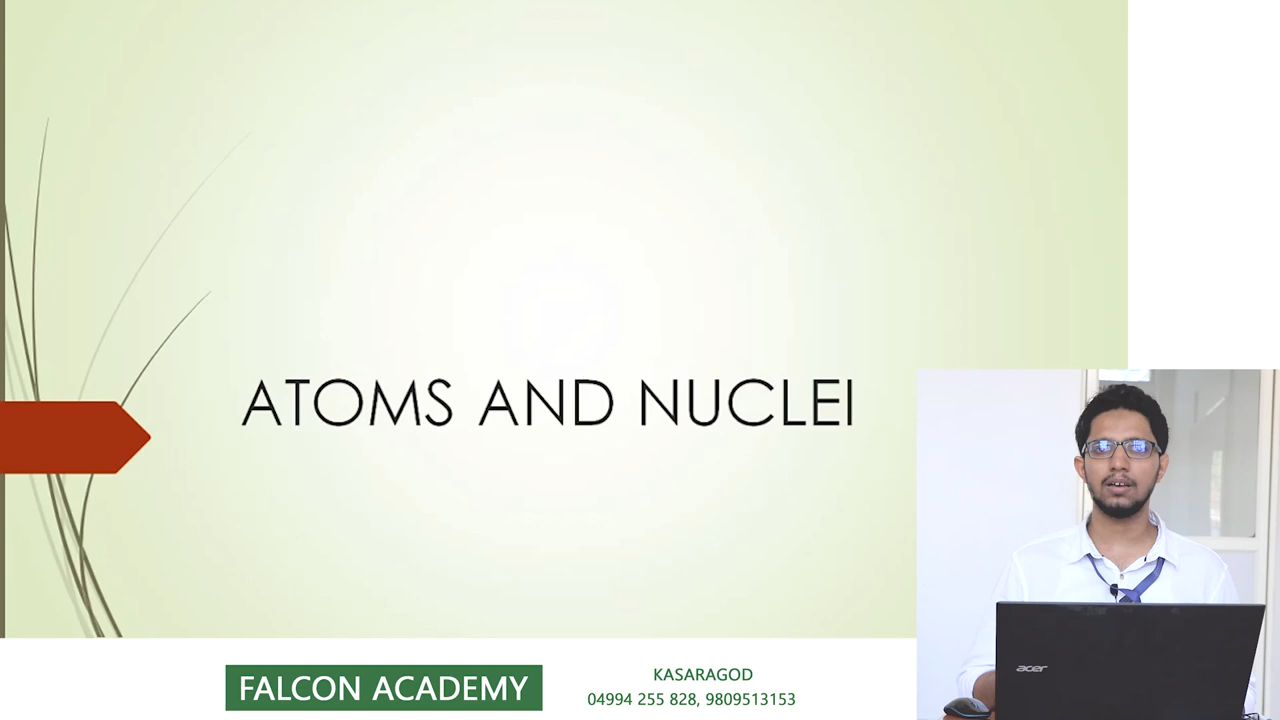 ATOMS AND NUCLEI
acer
FALCON ACADEMY
KASARAGOD
04994 255 828, 9809513153